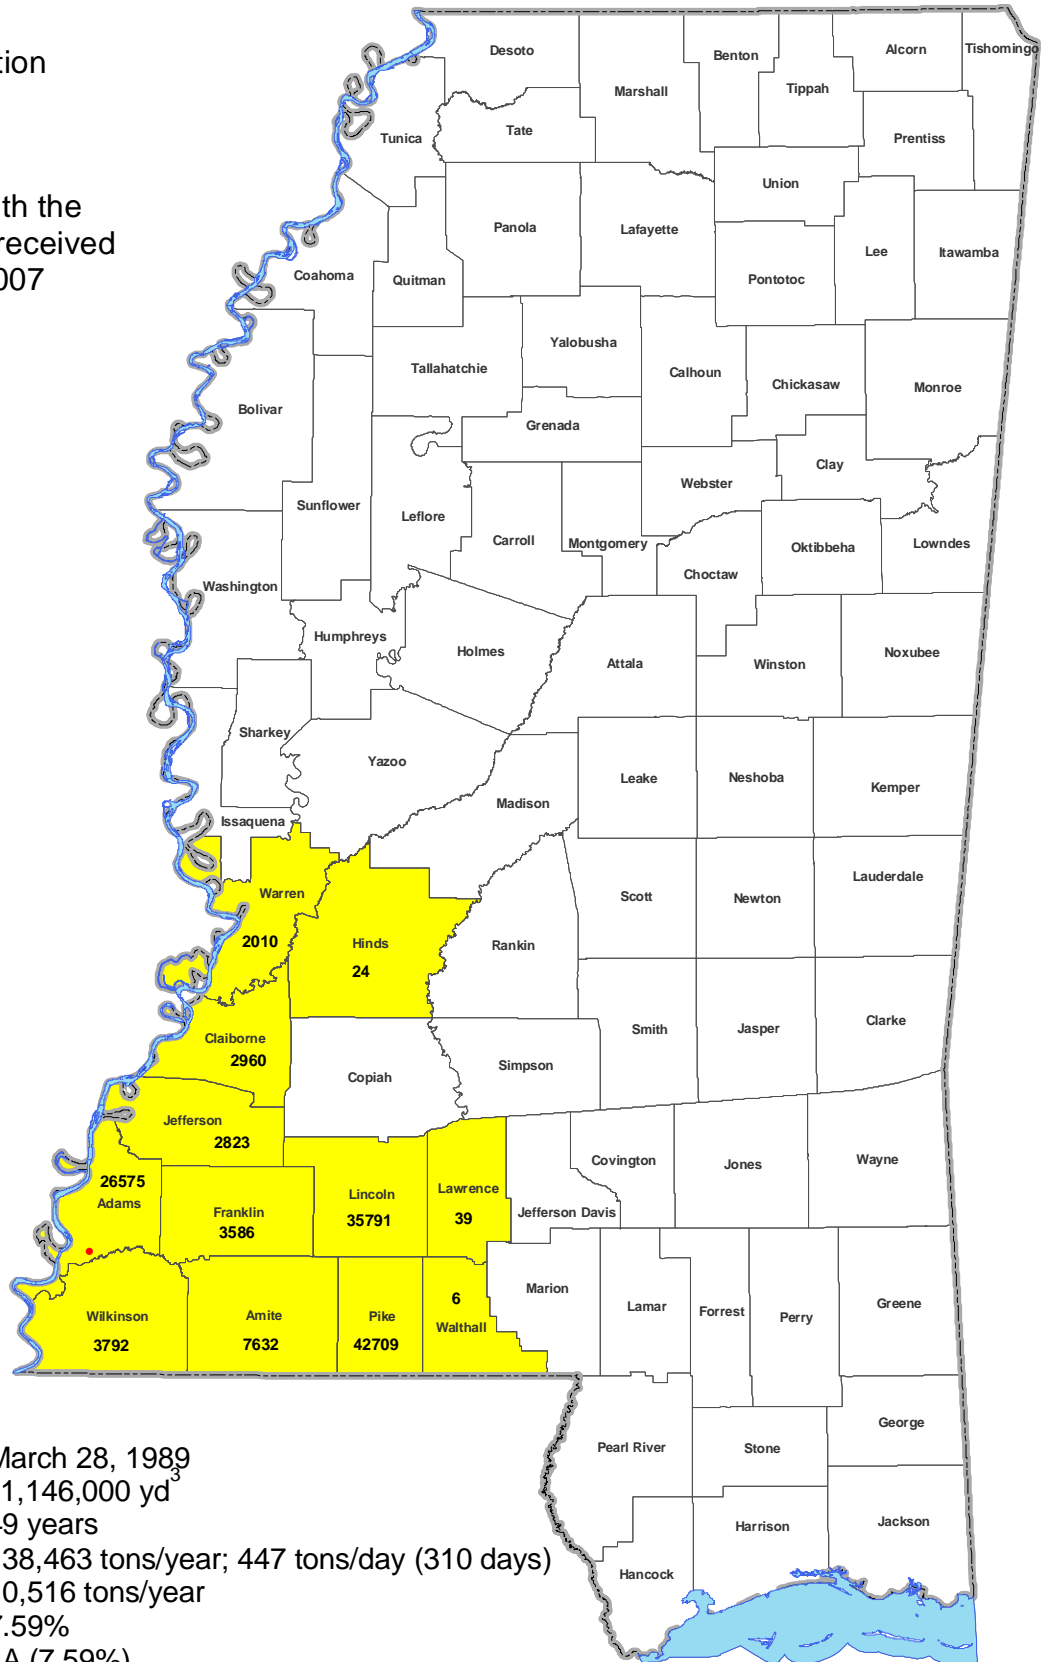 tion
th the
received
007
Desoto
Benton
Alcorn
Tishomingo
Marshall
Tippah
Tunica
Tate
Prentiss
Union
Panola
Lafayette
Lee
Itawamba
Coahoma
Quitman
Pontotoc
Yalobusha
Tallahatchie
Calhoun
Chickasaw
Monroe
Bolivar
Grenada
Clay
Webster
Sunflower
Leflore
Carroll
Montgomery
Oktibbeha
Lowndes
Choctaw
Washington
Humphreys
Holmes
Attala
Winston
Noxubee
Sharkey
Yazoo
Leake
Neshoba
Kemper
Madison
Issaquena
Warren
2010
Hinds
24
Scott
Newton
Lauderdale
Rankin
Claiborne
2960
Copiah
Simpson
Smith
Jasper
Clarke
Jefferson
2823
26575
Adams
Franklin
3586
Lincoln
35791
Lawrence
39
Jefferson Davis
Covington
Jones
Wayne
Wilkinson
3792
Amite
7632
Pike
42709
6
Walthall
Marion
Lamar
Forrest
Perry
Greene
Pearl River
Stone
George
Hancock
Harrison
Jackson
March 28, 1989
1,146,000 yd3
49 years
138,463 tons/year; 447 tons/day (310 days)
0,516 tons/year
7.59%
A (7.59%)